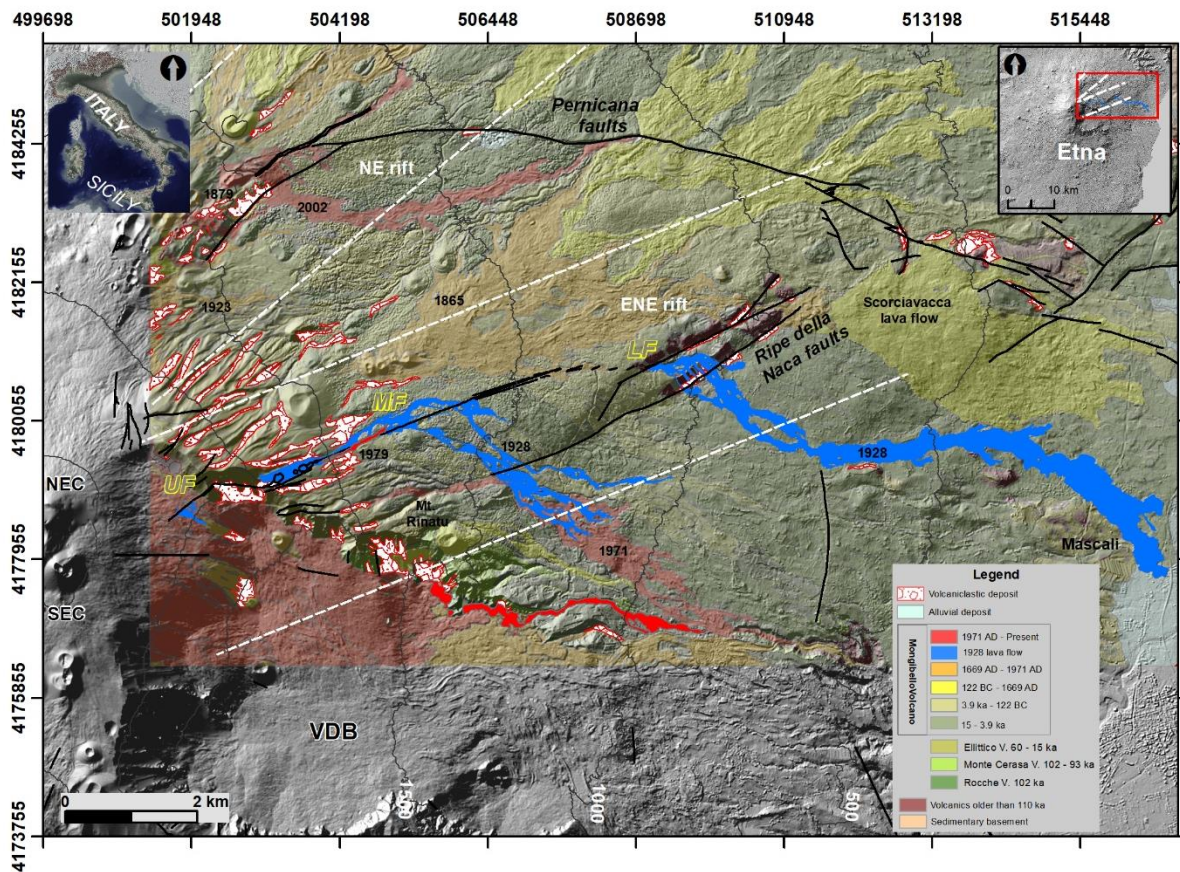 499698 501948 504198 506448 508698 510948 513198 515448
4184255
4182155
4180055
4177955
4175855
4173755
ITALY
SICILY
Etna
0 10 km
Pernicana
faults
NE rift
1879
2002
1923
1865
ENE rift
Scorciavacca
lava flow
Ripe della
Naca faults
LF
MF
UF
1979
1928
1928
NEC
Mt.
Rinatu
1971
Mascali
SEC
VDB
1500
1000
500
0 2 km
Legend
Volcaniclastic deposit
Alluvial deposit
MongibelloVolcano
1971 AD - Present
1928 lava flow
1669 AD - 1971 AD
122 BC - 1669 AD
3.9 ka - 122 BC
15 - 3.9 ka
Ellittico V. 60 - 15 ka
Monte Cerasa V. 102 - 93 ka
Rocche V. 102 ka
Volcanics older than 110 ka
Sedimentary basement